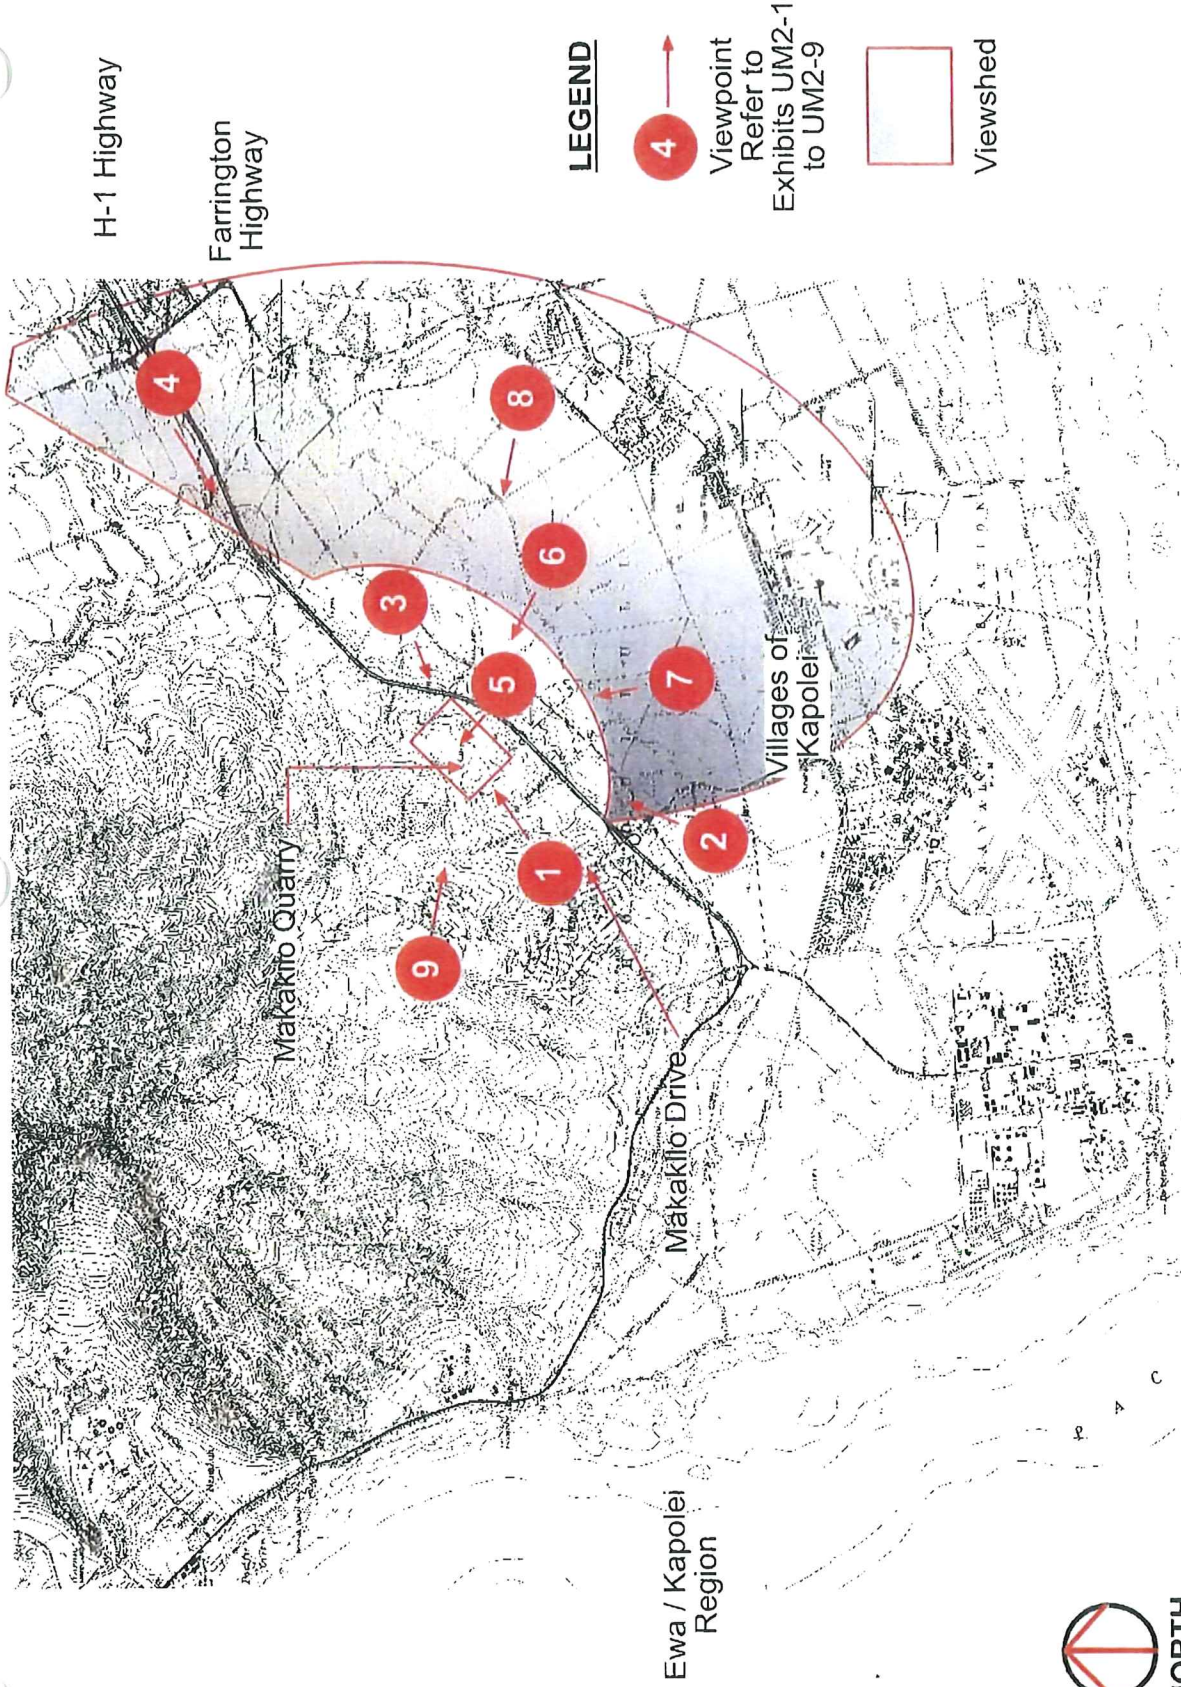 H-1 Highway
Farrington
Highway
LEGEND
4
Viewpoint
Refer to
Exhibits UM2-1
to UM2-9
Viewshed
4
8
3
6
5
7
Villages of
Kapolei
Makakilo Quarry
1
2
9
Makakilo Drive
Ewa / Kapolei
Region
P A C
NORTH